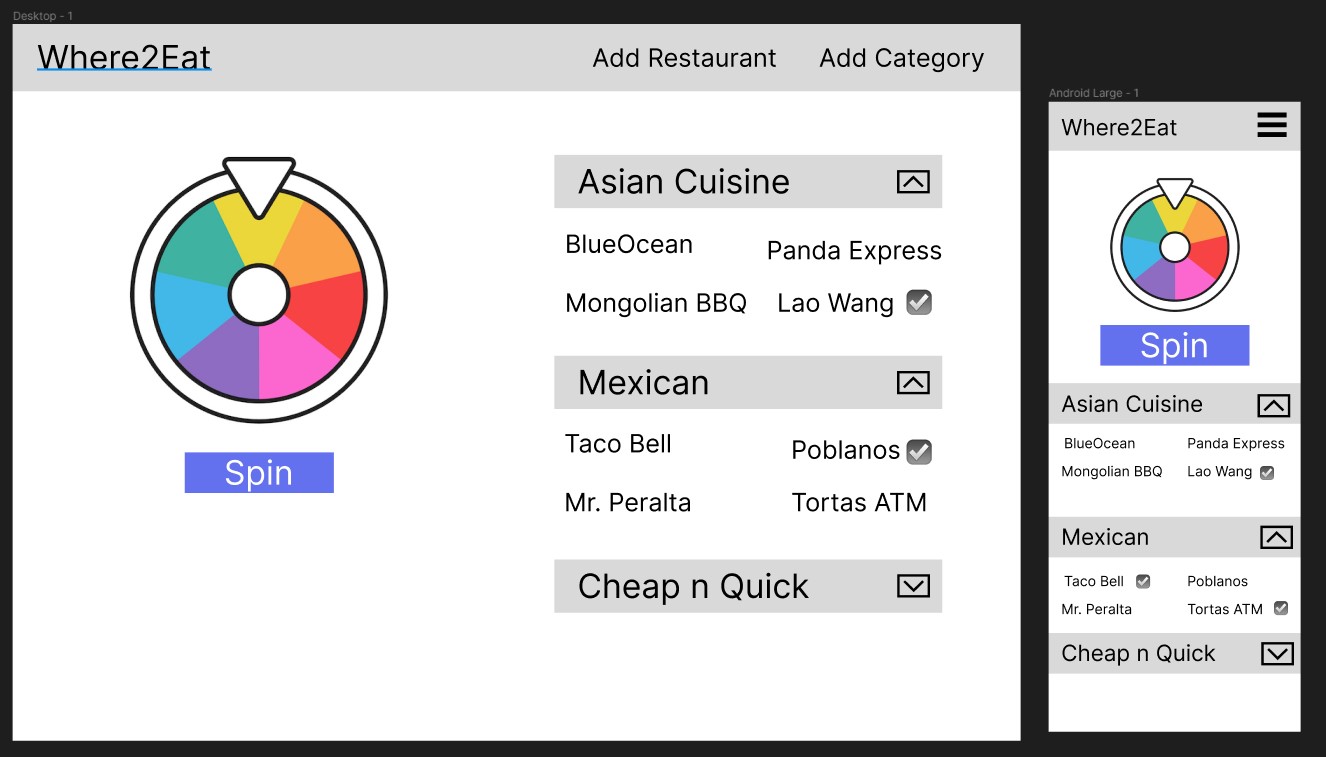 Desktop - 1
Where2Eat
Add Restaurant
Add Category
Asian Cuisine
BlueOcean
Panda Express
Mongolian BBQ
Lao Wang
Mexican
Taco Bell
Poblanos
Mr. Peralta
Tortas ATM
Cheap n Quick
Spin
Android Large - 1
Where2Eat
Spin
Asian Cuisine
BlueOcean
Panda Express
Mongolian BBQ
Lao Wang
Mexican
Taco Bell
Poblanos
Mr. Peralta
Tortas ATM
Cheap n Quick